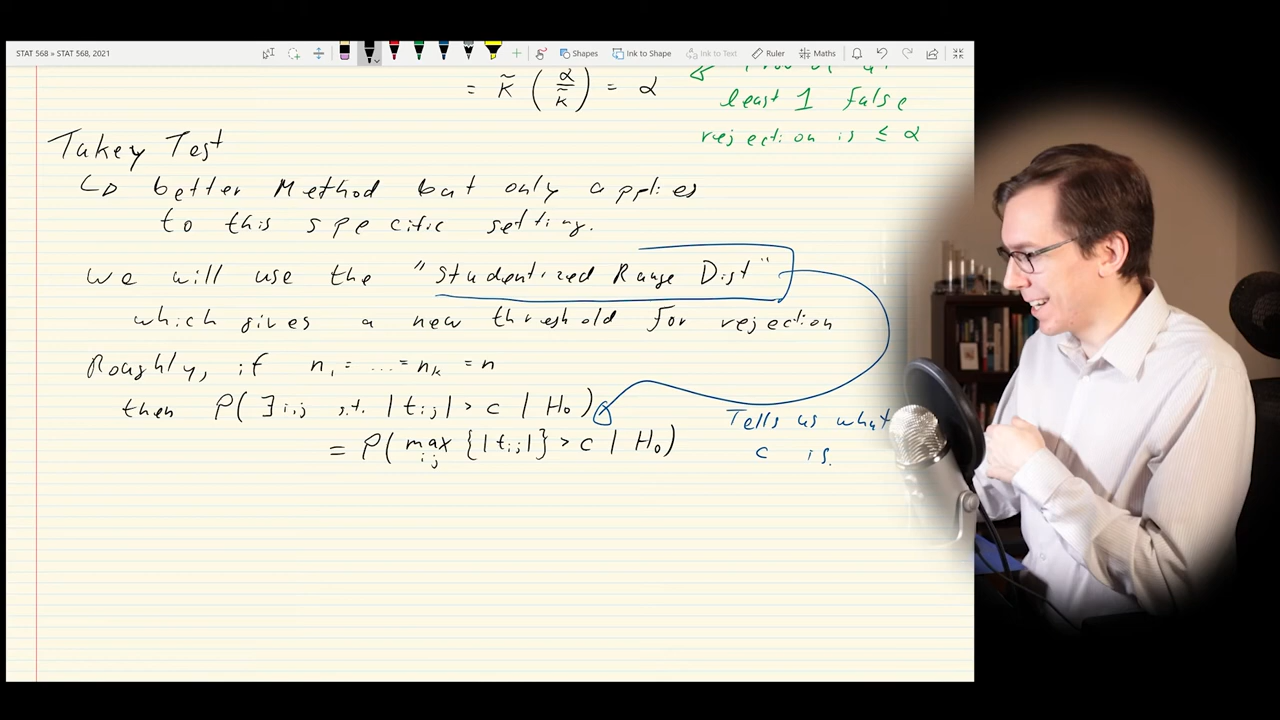 STAT 568 » STAT 568, 2021
Shapes
Ink to Shape
Ink to Text
Ruler
Maths
= k̃ ( α / k̃ ) = α
least 1 false
rejection is ≤ α
Tukey Test
↳ better Method but only applies
to this specific setting.
we will use the "Studentized Range Dist"
which gives a new threshold for rejection
Roughly, if n₁ = ... = nₖ = n
then P( ∃ i,j s.t. |tᵢⱼ| > c | H₀ )
= P( max {|tᵢⱼ|} > c | H₀ )
ij
Tells us what
c is.